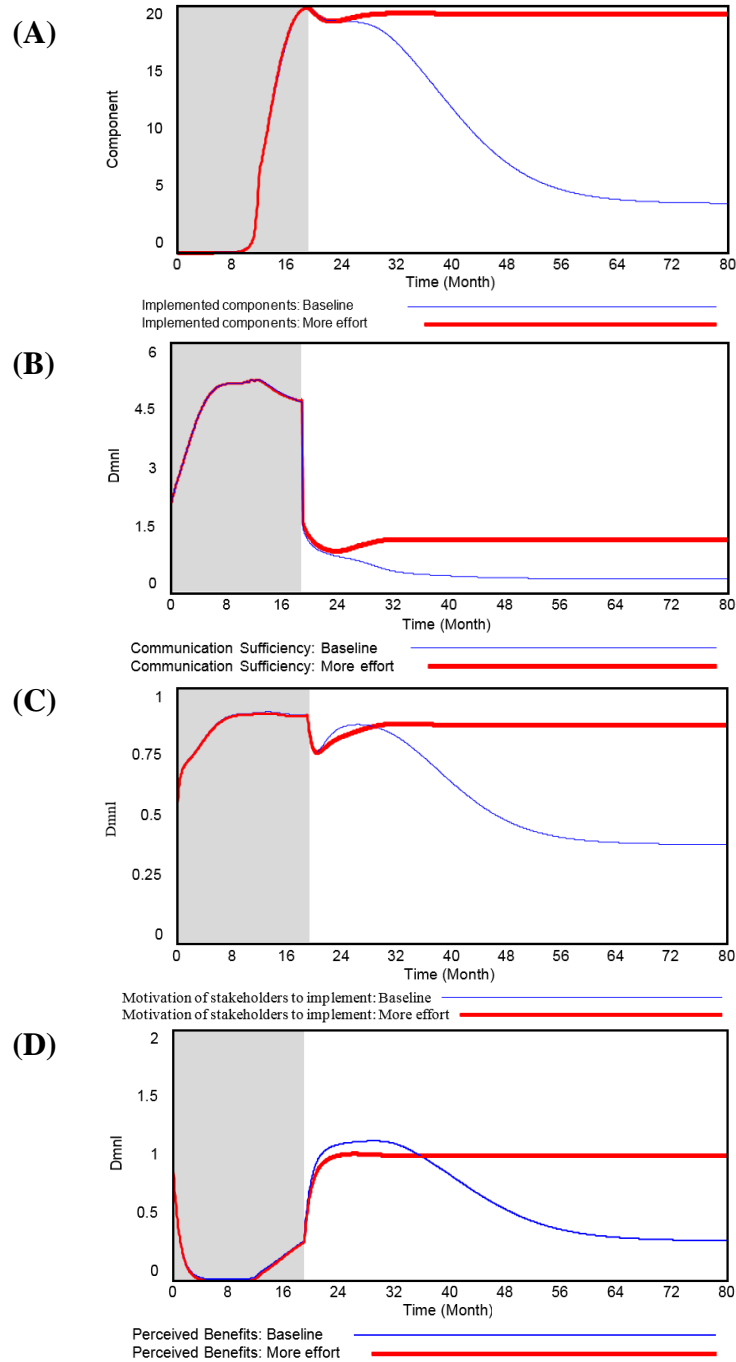 (A)
20
15
10
5
0
Component
0 8 16 24 32 40 48 56 64 72 80
Time (Month)
Implemented components: Baseline
Implemented components: More effort
(B)
6
4.5
3
1.5
0
Dmnl
0 8 16 24 32 40 48 56 64 72 80
Time (Month)
Communication Sufficiency: Baseline
Communication Sufficiency: More effort
(C)
1
0.75
0.5
0.25
0
Dmnl
0 8 16 24 32 40 48 56 64 72 80
Time (Month)
Motivation of stakeholders to implement: Baseline
Motivation of stakeholders to implement: More effort
(D)
2
1.5
1
0.5
0
Dmnl
0 8 16 24 32 40 48 56 64 72 80
Time (Month)
Perceived Benefits: Baseline
Perceived Benefits: More effort